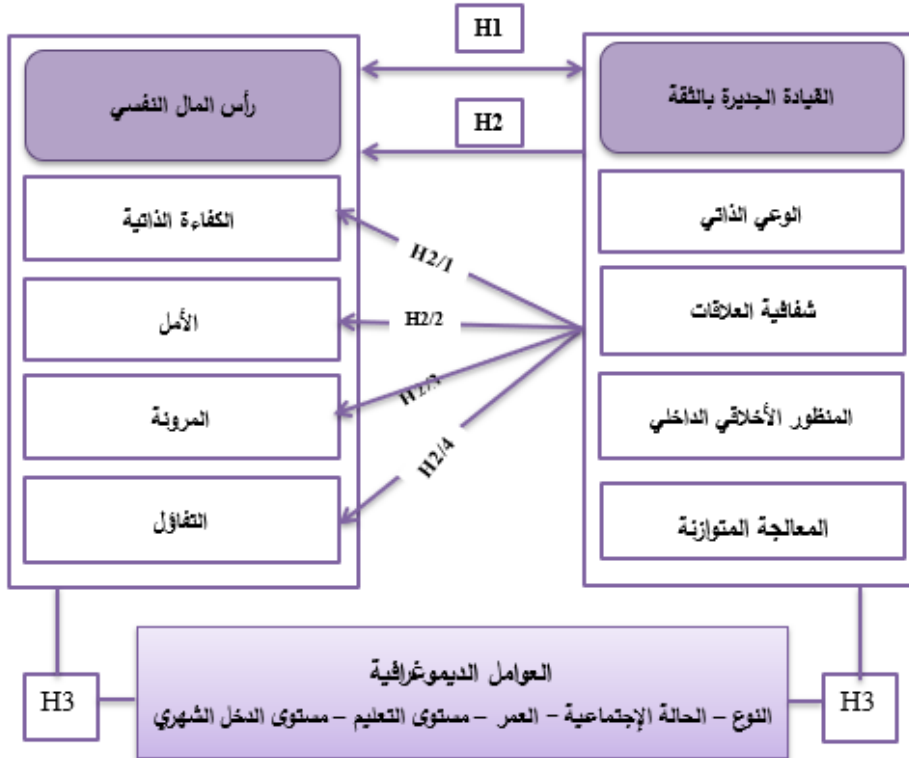 H1
القيادة الجديرة بالثقة
رأس المال النفسي
H2
الوعي الذاتي
الكفاءة الذاتية
H2/1
شفافية العلاقات
الأمل
H2/2
المنظور الأخلاقي الداخلي
المرونة
H2/3
المعالجة المتوازنة
التفاؤل
H2/4
H3
العوامل الديموغرافية
النوع – الحالة الإجتماعية – العمر – مستوى التعليم – مستوى الدخل الشهري
H3